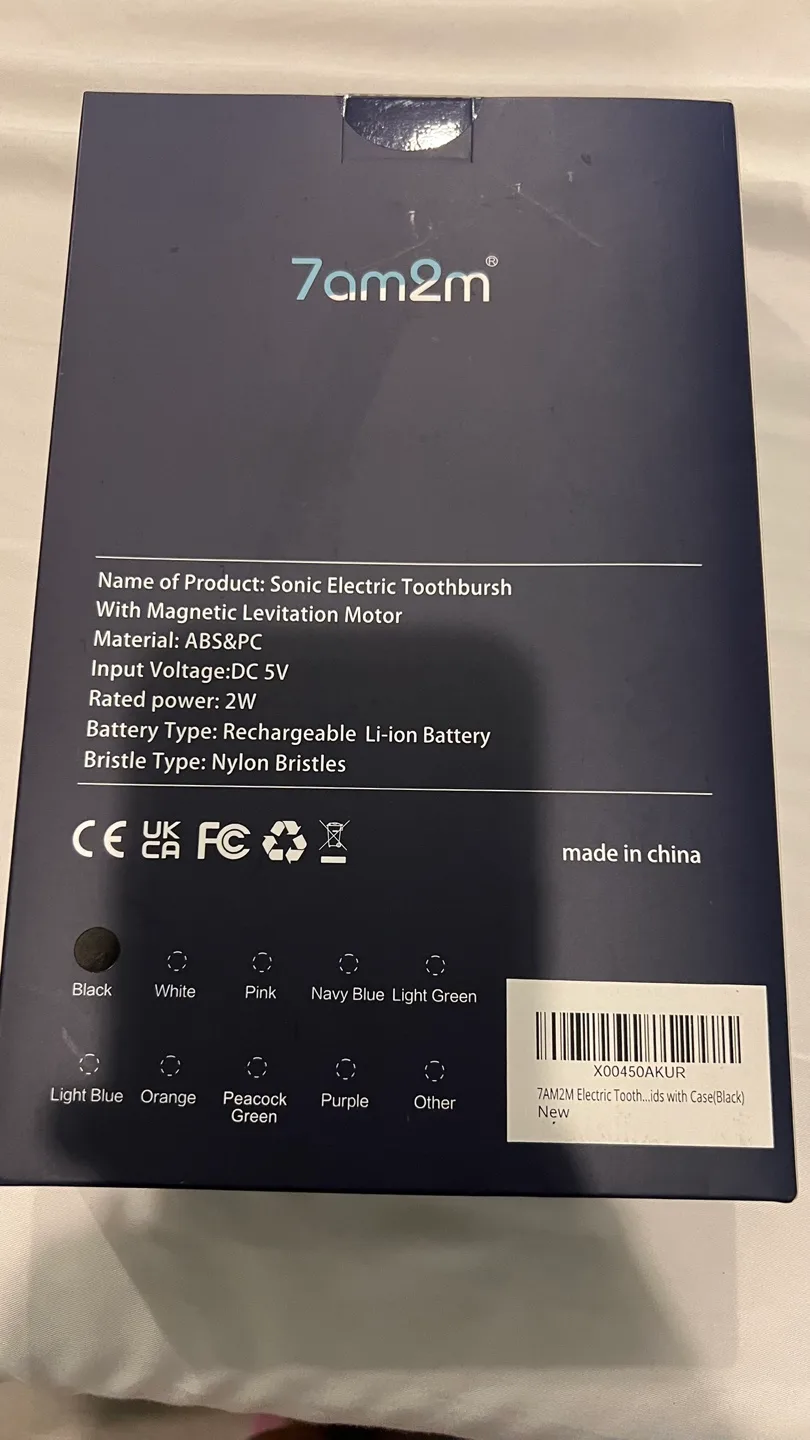 7am2m®
Name of Product: Sonic Electric Toothbursh
With Magnetic Levitation Motor
Material: ABS&PC
Input Voltage:DC 5V
Rated power: 2W
Battery Type: Rechargeable Li-ion Battery
Bristle Type: Nylon Bristles
CE UK CA FC
made in china
Black White Pink Navy Blue Light Green
Light Blue Orange Peacock Green Purple Other
X00450AKUR
7AM2M Electric Tooth...ids with Case(Black)
New